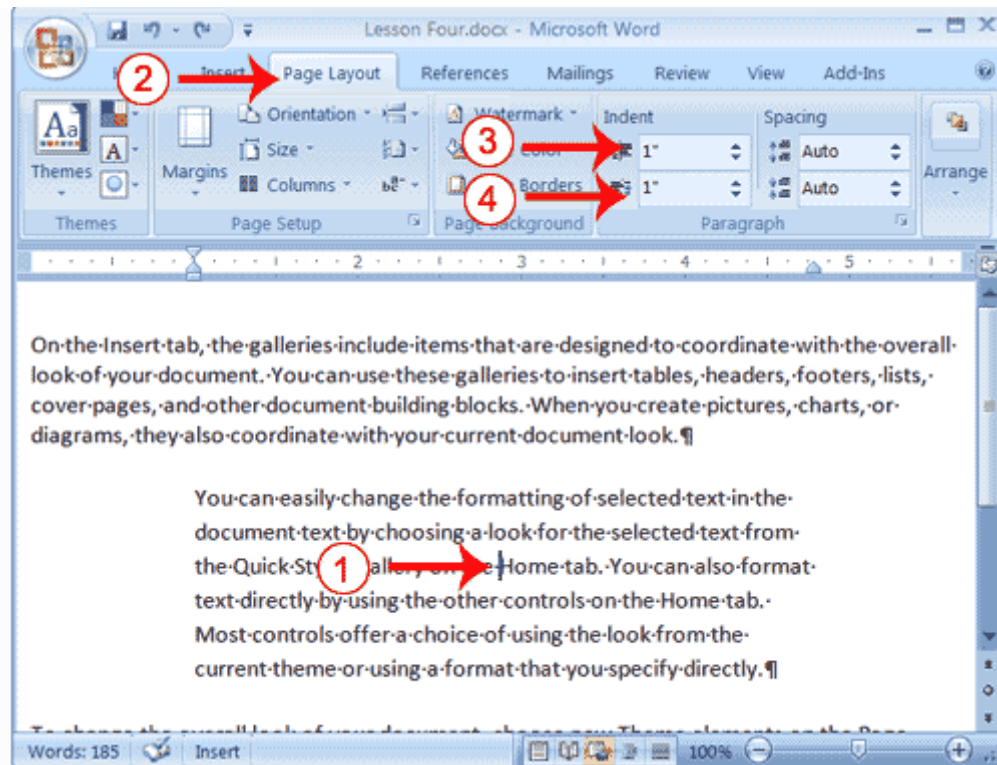 Lesson Four.docx - Microsoft Word
2
Insert Page Layout References Mailings Review View Add-Ins
Aa
Themes
Themes
A
Margins
Orientation
Size
Columns
Page Setup
Watermark
Color
Borders
Page Background
3
4
Indent
1"
1"
Spacing
Auto
Auto
Paragraph
Arrange
2 3 4 5
On·the·Insert·tab,·the·galleries·include·items·that·are·designed·to·coordinate·with·the·overall·
look·of·your·document.·You·can·use·these·galleries·to·insert·tables,·headers,·footers,·lists,·
cover·pages,·and·other·document·building·blocks.·When·you·create·pictures,·charts,·or·
diagrams,·they·also·coordinate·with·your·current·document·look.¶
You·can·easily·change·the·formatting·of·selected·text·in·the·
document·text·by·choosing·a·look·for·the·selected·text·from·
the·Quick· 1 Home·tab.·You·can·also·format·
text·directly·by·using·the·other·controls·on·the·Home·tab.·
Most·controls·offer·a·choice·of·using·the·look·from·the·
current·theme·or·using·a·format·that·you·specify·directly.¶
Words: 185 Insert 100%